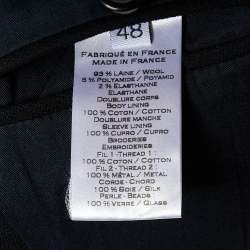 48
FABRIQUÉ EN FRANCE
MADE IN FRANCE
93 % LAINE / WOOL
5 % POLYAMIDE / POYAMID
2 % ELASTHANNE
ELASTHANE
DOUBLURE CORPS
BODY LINING
100 % COTON / COTTON
DOUBLURE MANCHE
SLEEVE LINING
100 % CUPRO / CUPRO
BRODERIES
EMBROIDERIES
FIL 1 - THREAD 1 :
100 % COTON / COTTON
FIL 2 - THREAD 2 :
100 % MÉTAL / METAL
CORDE - CHORD
100 % SOIE / SILK
PERLE - BEADS
100 % VERRE / GLASS